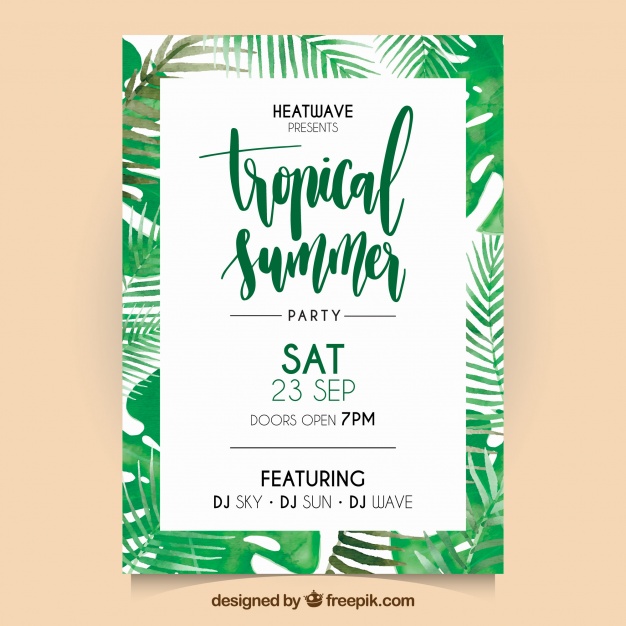 HEATWAVE
PRESENTS
tropical
summer
PARTY
SAT
23 SEP
DOORS OPEN 7PM
FEATURING
DJ SKY · DJ SUN · DJ WAVE
designed by freepik.com